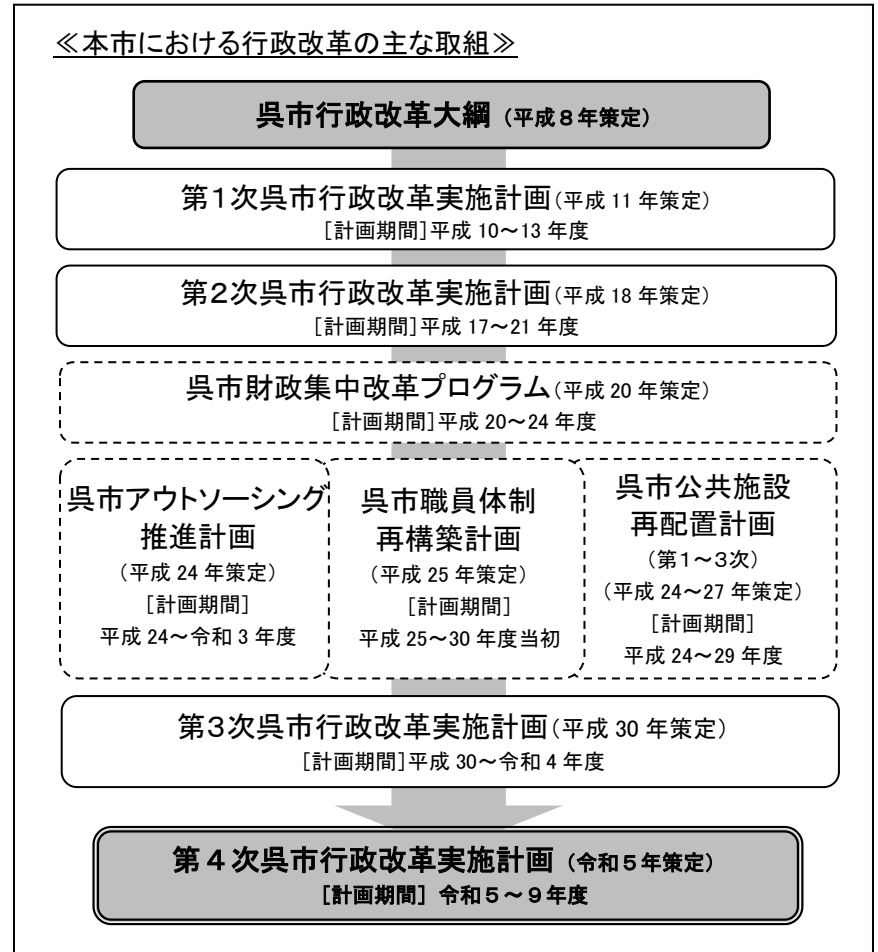 ≪本市における行政改革の主な取組≫
呉市行政改革大綱（平成８年策定）
第１次呉市行政改革実施計画（平成 11 年策定）
［計画期間］平成 10～13 年度
第２次呉市行政改革実施計画（平成 18 年策定）
［計画期間］平成 17～21 年度
呉市財政集中改革プログラム（平成 20 年策定）
［計画期間］平成 20～24 年度
呉市アウトソーシング
推進計画
（平成 24 年策定）
［計画期間］
平成 24～令和 3 年度
呉市職員体制
再構築計画
（平成 25 年策定）
［計画期間］
平成 25～30 年度当初
呉市公共施設
再配置計画
（第１～３次）
（平成 24～27 年策定）
［計画期間］
平成 24～29 年度
第３次呉市行政改革実施計画（平成 30 年策定）
［計画期間］平成 30～令和 4 年度
第４次呉市行政改革実施計画（令和５年策定）
［計画期間］令和５～９年度